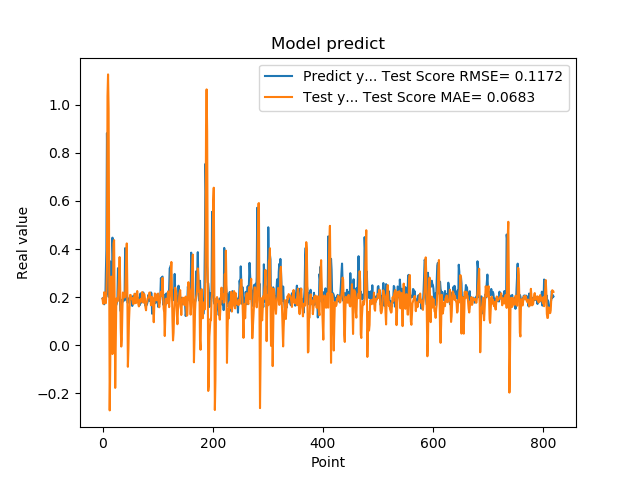 Model predict
Predict y... Test Score RMSE= 0.1172
Test y... Test Score MAE= 0.0683
Real value
1.0
0.8
0.6
0.4
0.2
0.0
−0.2
0
200
400
600
800
Point